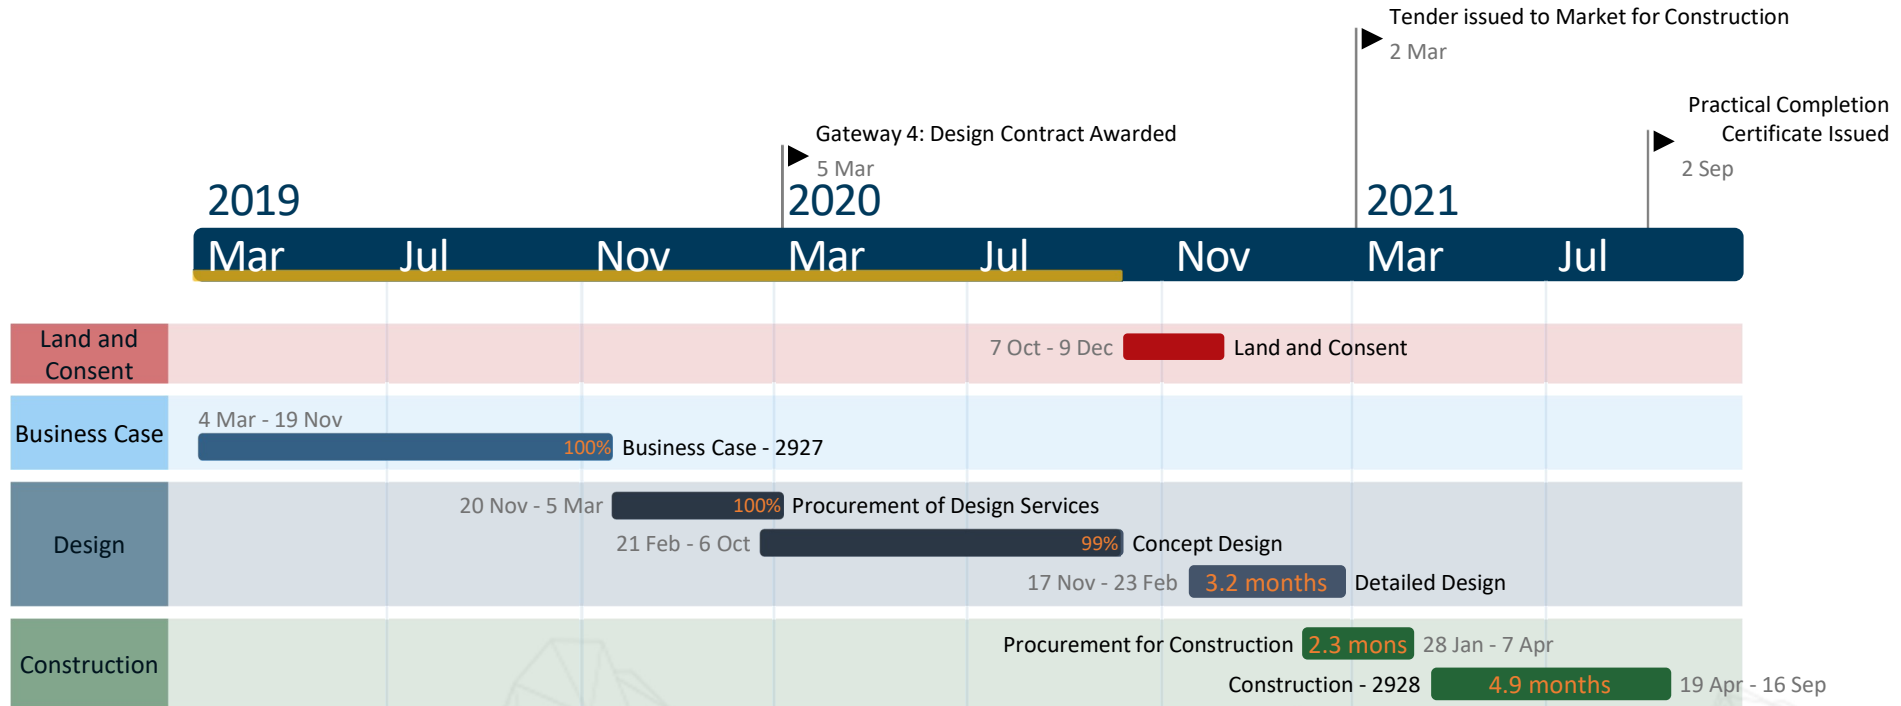 Tender issued to Market for Construction
2 Mar
Practical Completion
Certificate Issued
2 Sep
Gateway 4: Design Contract Awarded
5 Mar
2019 2020 2021
Mar Jul Nov Mar Jul Nov Mar Jul
Land and
Consent
7 Oct - 9 Dec Land and Consent
Business Case
4 Mar - 19 Nov
100% Business Case - 2927
Design
20 Nov - 5 Mar 100% Procurement of Design Services
21 Feb - 6 Oct 99% Concept Design
17 Nov - 23 Feb 3.2 months Detailed Design
Construction
Procurement for Construction 2.3 mons 28 Jan - 7 Apr
Construction - 2928 4.9 months 19 Apr - 16 Sep